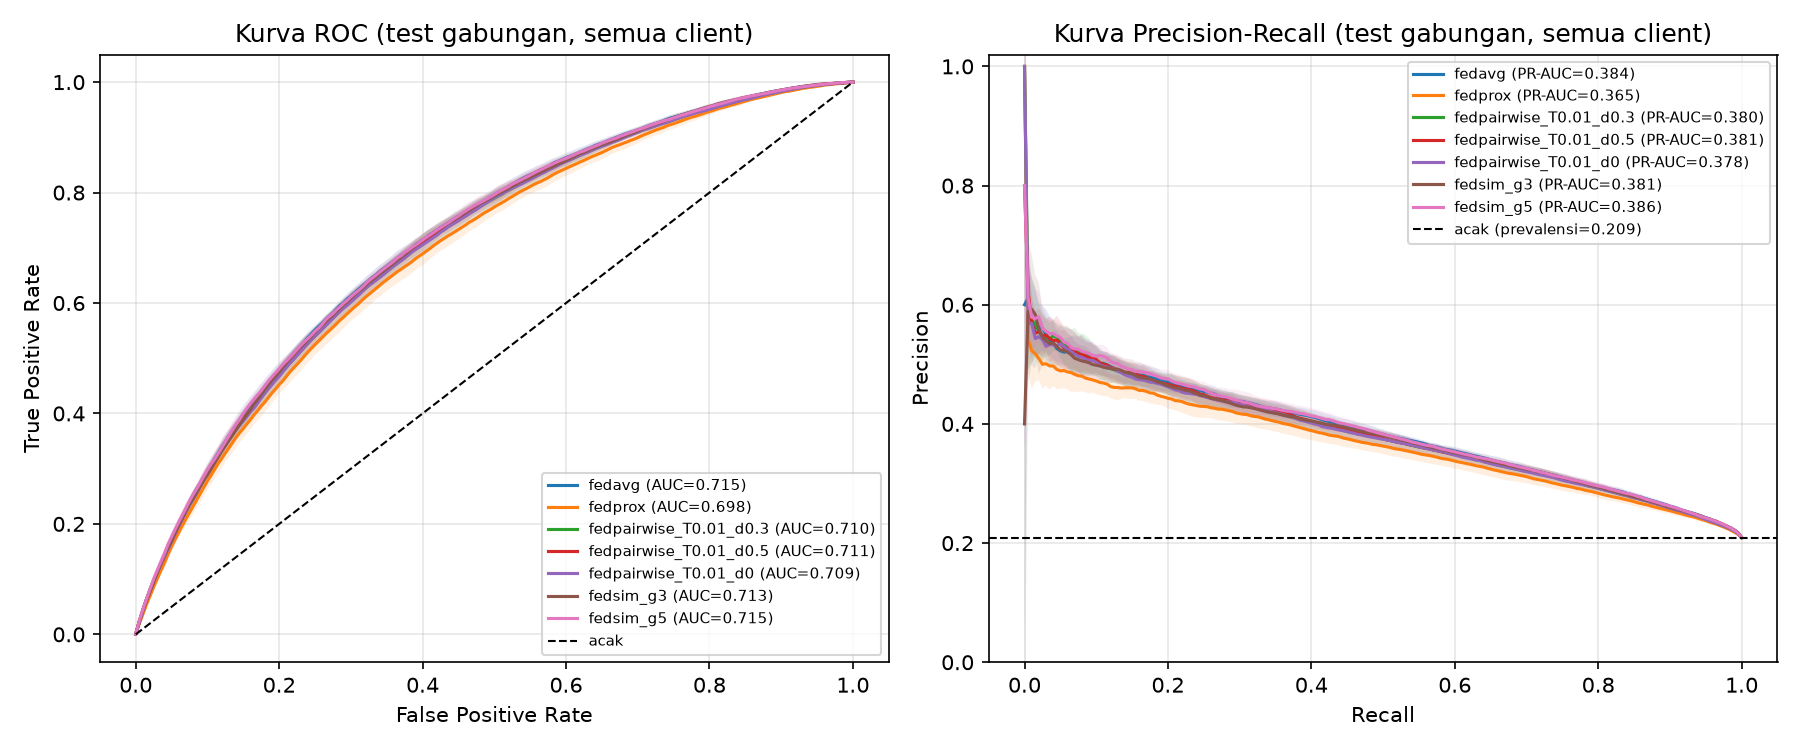 Kurva ROC (test gabungan, semua client)
True Positive Rate
1.0
0.8
0.6
0.4
0.2
0.0
fedavg (AUC=0.715)
fedprox (AUC=0.698)
fedpairwise_T0.01_d0.3 (AUC=0.710)
fedpairwise_T0.01_d0.5 (AUC=0.711)
fedpairwise_T0.01_d0 (AUC=0.709)
fedsim_g3 (AUC=0.713)
fedsim_g5 (AUC=0.715)
acak
0.0 0.2 0.4 0.6 0.8 1.0
False Positive Rate
Kurva Precision-Recall (test gabungan, semua client)
Precision
1.0
0.8
0.6
0.4
0.2
0.0
fedavg (PR-AUC=0.384)
fedprox (PR-AUC=0.365)
fedpairwise_T0.01_d0.3 (PR-AUC=0.380)
fedpairwise_T0.01_d0.5 (PR-AUC=0.381)
fedpairwise_T0.01_d0 (PR-AUC=0.378)
fedsim_g3 (PR-AUC=0.381)
fedsim_g5 (PR-AUC=0.386)
acak (prevalensi=0.209)
0.0 0.2 0.4 0.6 0.8 1.0
Recall